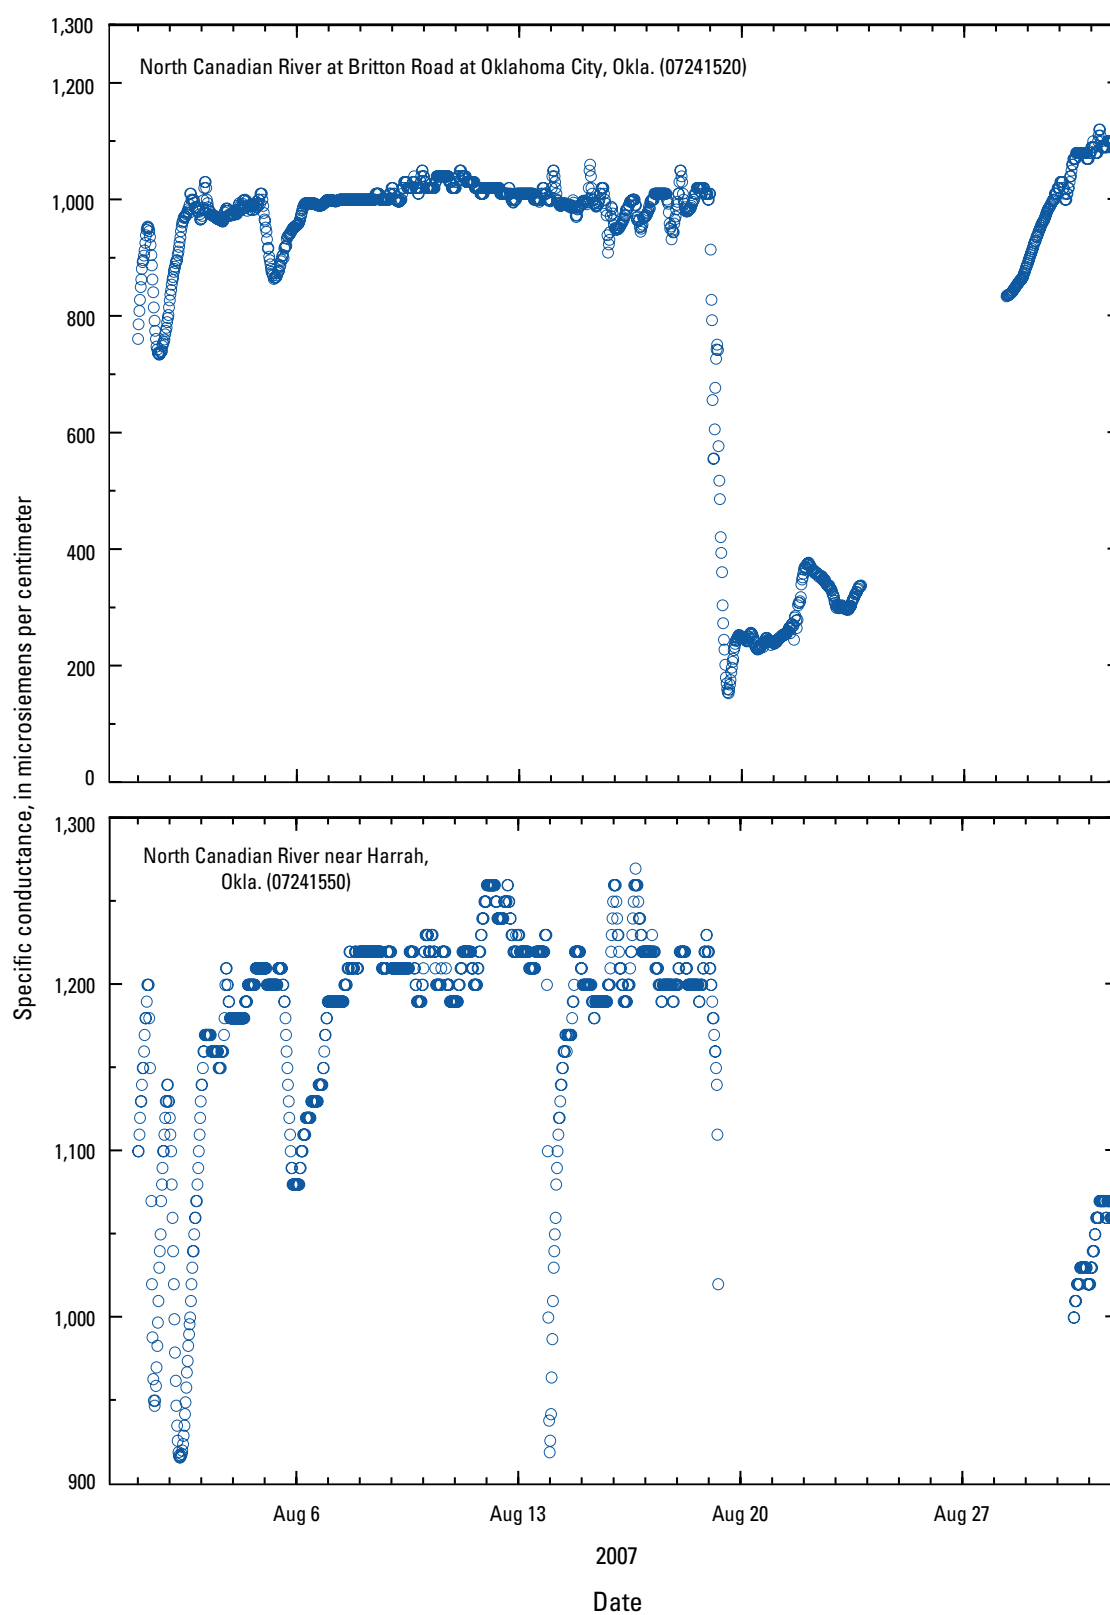 1,300
North Canadian River at Britton Road at Oklahoma City, Okla. (07241520)
1,200
1,000
800
600
400
200
0
Specific conductance, in microsiemens per centimeter
1,300
North Canadian River near Harrah,
Okla. (07241550)
1,200
1,100
1,000
900
Aug 6 Aug 13 Aug 20 Aug 27
2007
Date